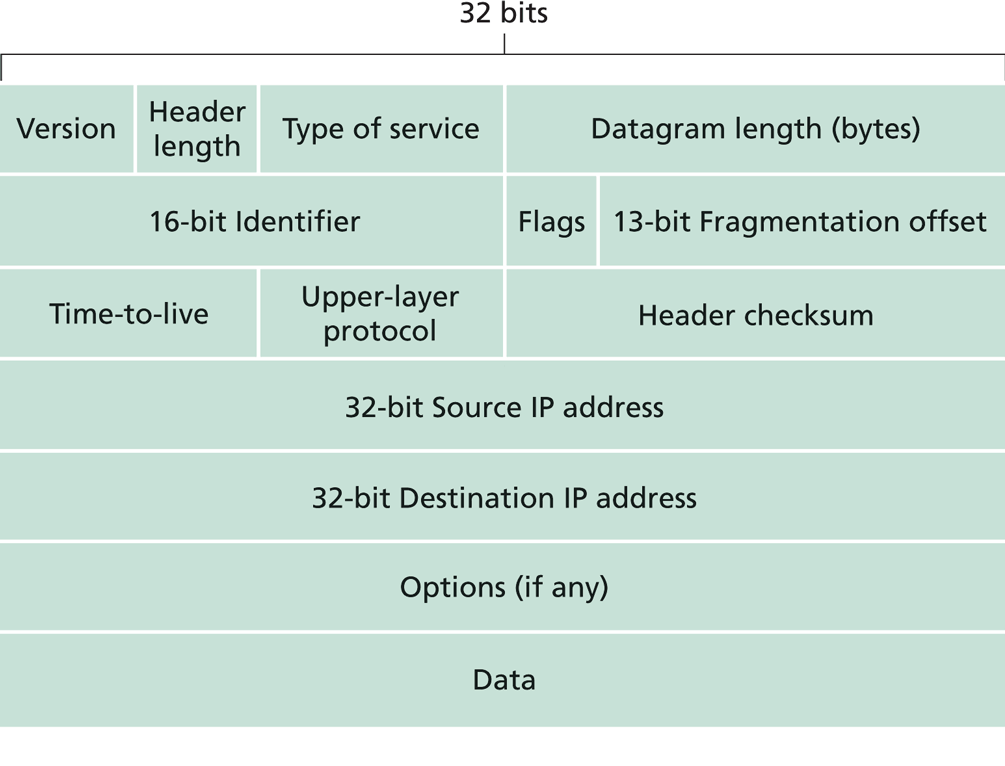 32 bits
Version
Header
length
Type of service
Datagram length (bytes)
16-bit Identifier
Flags
13-bit Fragmentation offset
Time-to-live
Upper-layer
protocol
Header checksum
32-bit Source IP address
32-bit Destination IP address
Options (if any)
Data